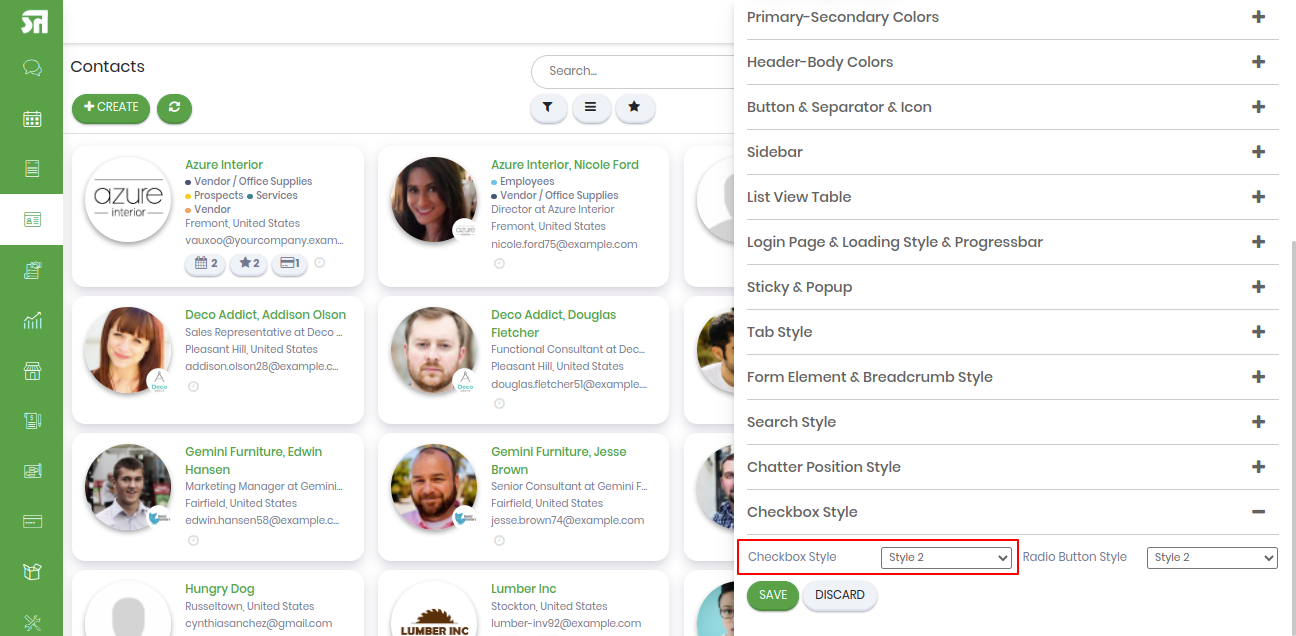 Contacts
Search...
CREATE
Azure Interior
Vendor / Office Supplies
Prospects Services
Vendor
Fremont, United States
vauxoo@yourcompany.exam...
2 2 1
azure
interior
Azure Interior, Nicole Ford
Employees
Vendor / Office Supplies
Director at Azure Interior
Fremont, United States
nicole.ford75@example.com
azure
Deco Addict, Addison Olson
Sales Representative at Deco ...
Pleasant Hill, United States
addison.olson28@example.c...
Deco
Deco Addict, Douglas
Fletcher
Functional Consultant at Dec...
Pleasant Hill, United States
douglas.fletcher51@example....
Deco
Gemini Furniture, Edwin
Hansen
Marketing Manager at Gemini...
Fairfield, United States
edwin.hansen58@example.c...
Gemini Furniture, Jesse
Brown
Senior Consultant at Gemini F...
Fairfield, United States
jesse.brown74@example.com
Hungry Dog
Russeltown, United States
cynthiasanchez@gmail.com
Lumber Inc
Stockton, United States
lumber-inv92@example.com
LUMBER INC
Primary-Secondary Colors
Header-Body Colors
Button & Separator & Icon
Sidebar
List View Table
Login Page & Loading Style & Progressbar
Sticky & Popup
Tab Style
Form Element & Breadcrumb Style
Search Style
Chatter Position Style
Checkbox Style
Checkbox Style Style 2 Radio Button Style Style 2
SAVE DISCARD